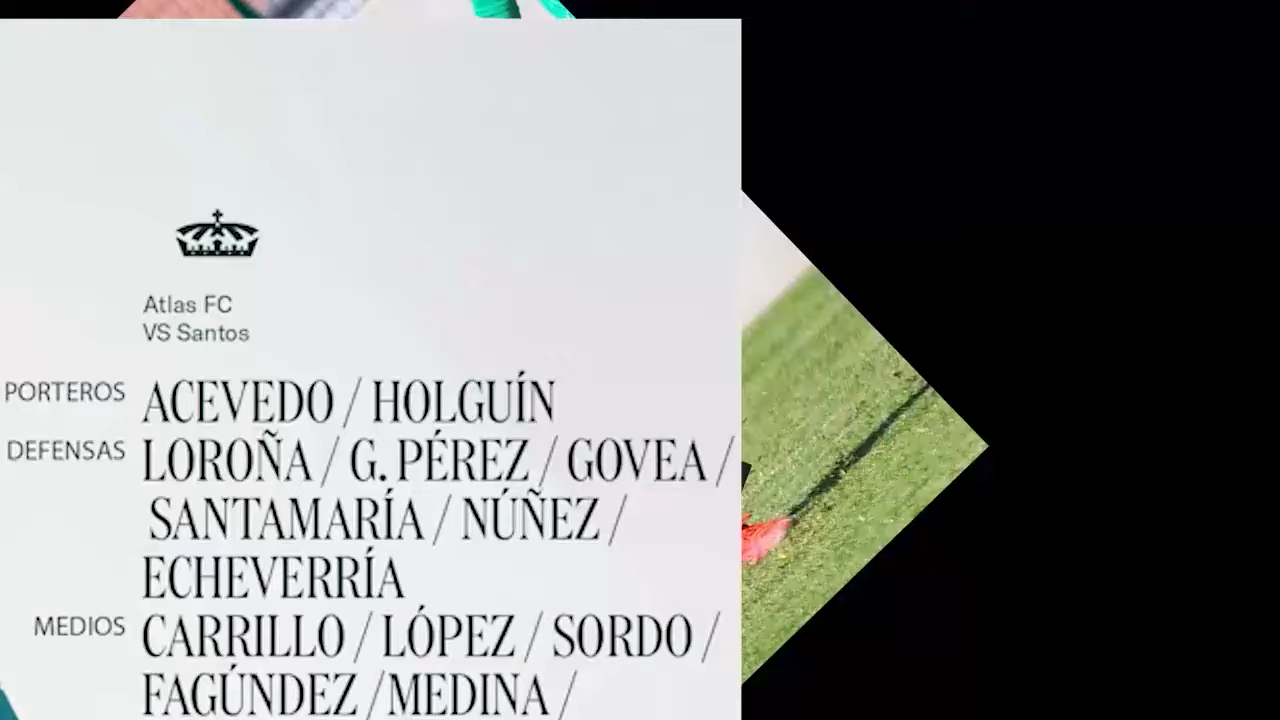 Atlas FC
VS Santos
PORTEROS ACEVEDO / HOLGUÍN
DEFENSAS LOROÑA / G. PÉREZ / GOVEA /
SANTAMARÍA / NÚÑEZ /
ECHEVERRÍA
MEDIOS CARRILLO / LÓPEZ / SORDO /
FAGÚNDEZ / MEDINA /